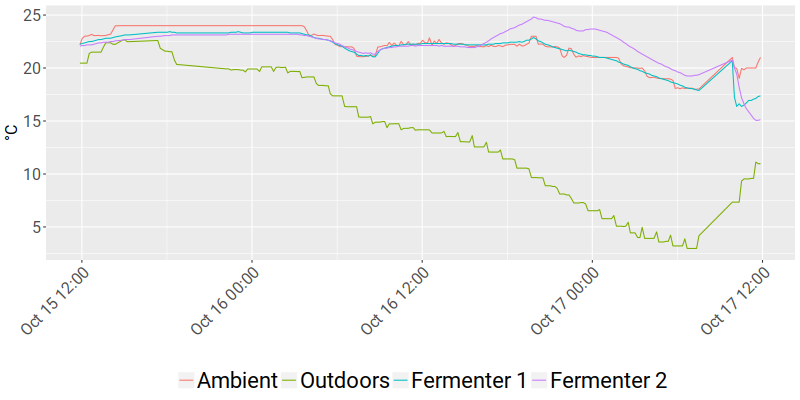 25
20
15
10
5
°C
Oct 15 12:00
Oct 16 00:00
Oct 16 12:00
Oct 17 00:00
Oct 17 12:00
Ambient Outdoors Fermenter 1 Fermenter 2